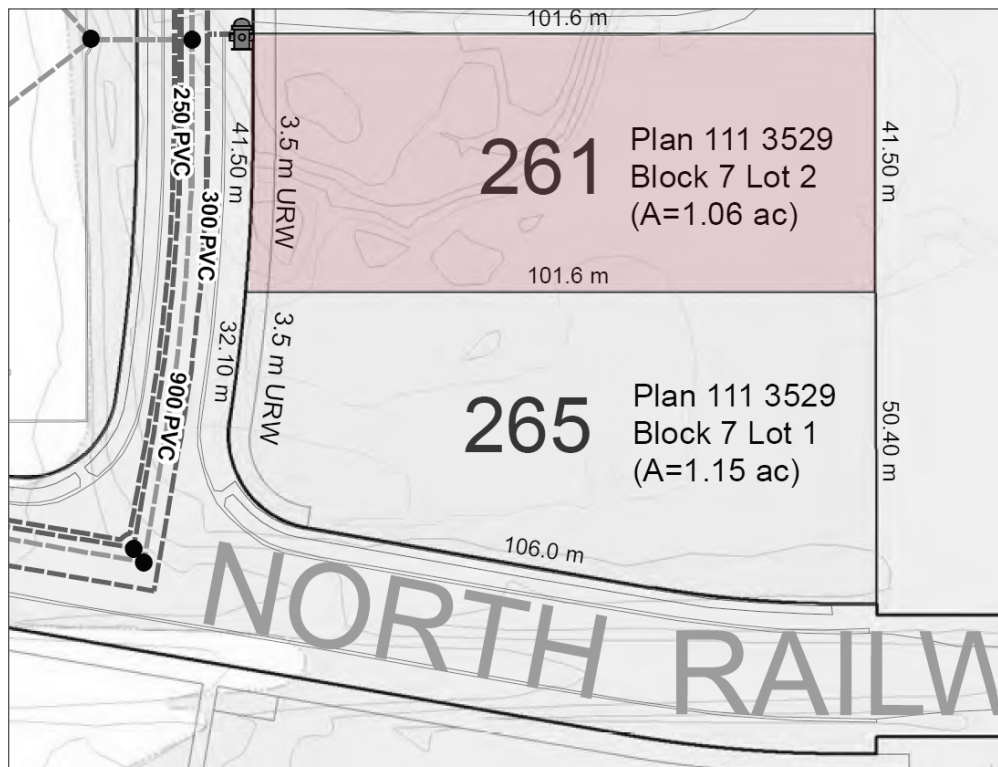 101.6 m
250 PVC
300 PVC
41.50 m
3.5 m URW
261
Plan 111 3529
Block 7 Lot 2
(A=1.06 ac)
41.50 m
101.6 m
900 PVC
32.10 m
3.5 m URW
265
Plan 111 3529
Block 7 Lot 1
(A=1.15 ac)
50.40 m
106.0 m
NORTH RAILW